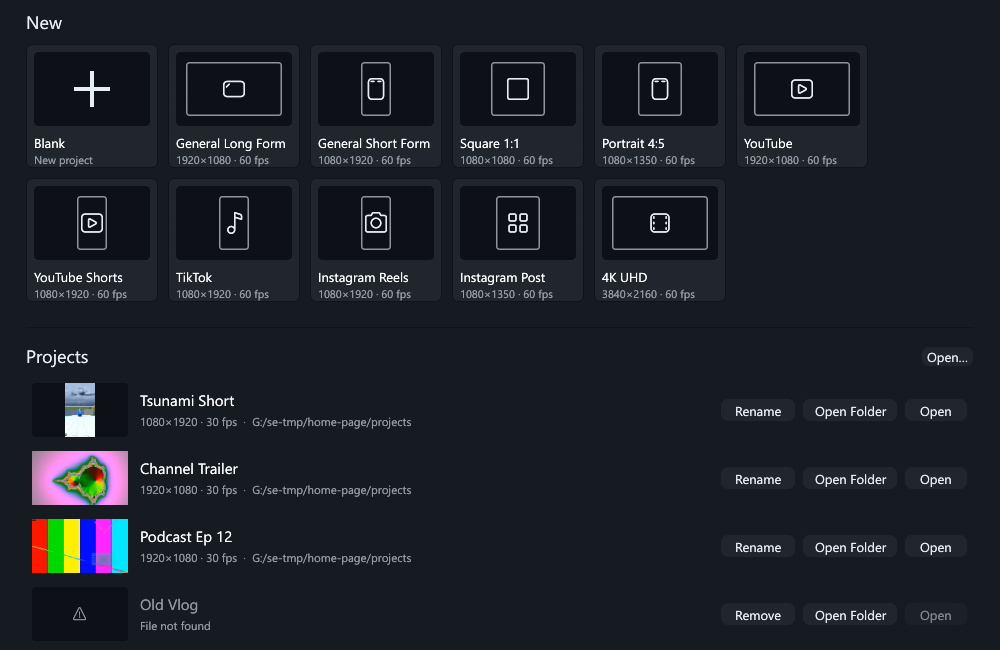 New
Blank
New project
General Long Form
1920×1080 · 60 fps
General Short Form
1080×1920 · 60 fps
Square 1:1
1080×1080 · 60 fps
Portrait 4:5
1080×1350 · 60 fps
YouTube
1920×1080 · 60 fps
YouTube Shorts
1080×1920 · 60 fps
TikTok
1080×1920 · 60 fps
Instagram Reels
1080×1920 · 60 fps
Instagram Post
1080×1350 · 60 fps
4K UHD
3840×2160 · 60 fps
Projects
Open...
Tsunami Short
1080×1920 · 30 fps · G:/se-tmp/home-page/projects
Rename
Open Folder
Open
Channel Trailer
1920×1080 · 30 fps · G:/se-tmp/home-page/projects
Rename
Open Folder
Open
Podcast Ep 12
1920×1080 · 30 fps · G:/se-tmp/home-page/projects
Rename
Open Folder
Open
Old Vlog
File not found
Remove
Open Folder
Open